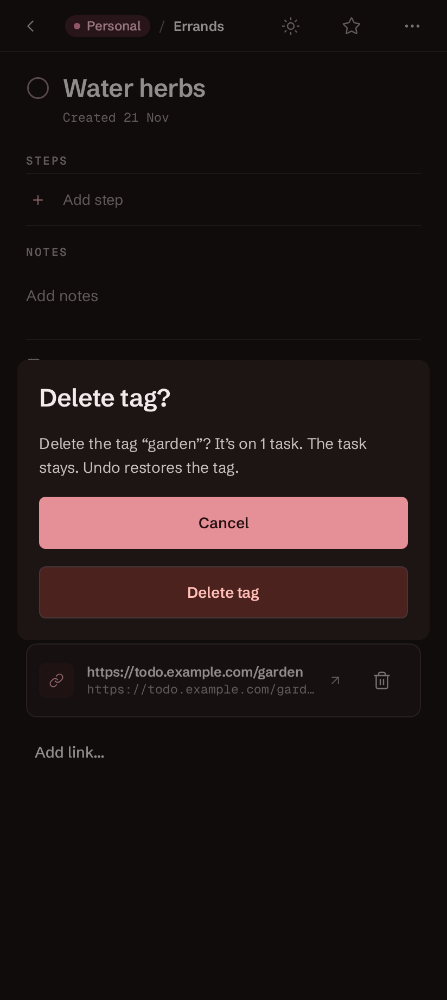 Personal / Errands
Water herbs
Created 21 Nov
STEPS
+ Add step
NOTES
Add notes
Delete tag?
Delete the tag “garden”? It’s on 1 task. The task
stays. Undo restores the tag.
Cancel
Delete tag
https://todo.example.com/garden
https://todo.example.com/gard…
Add link…